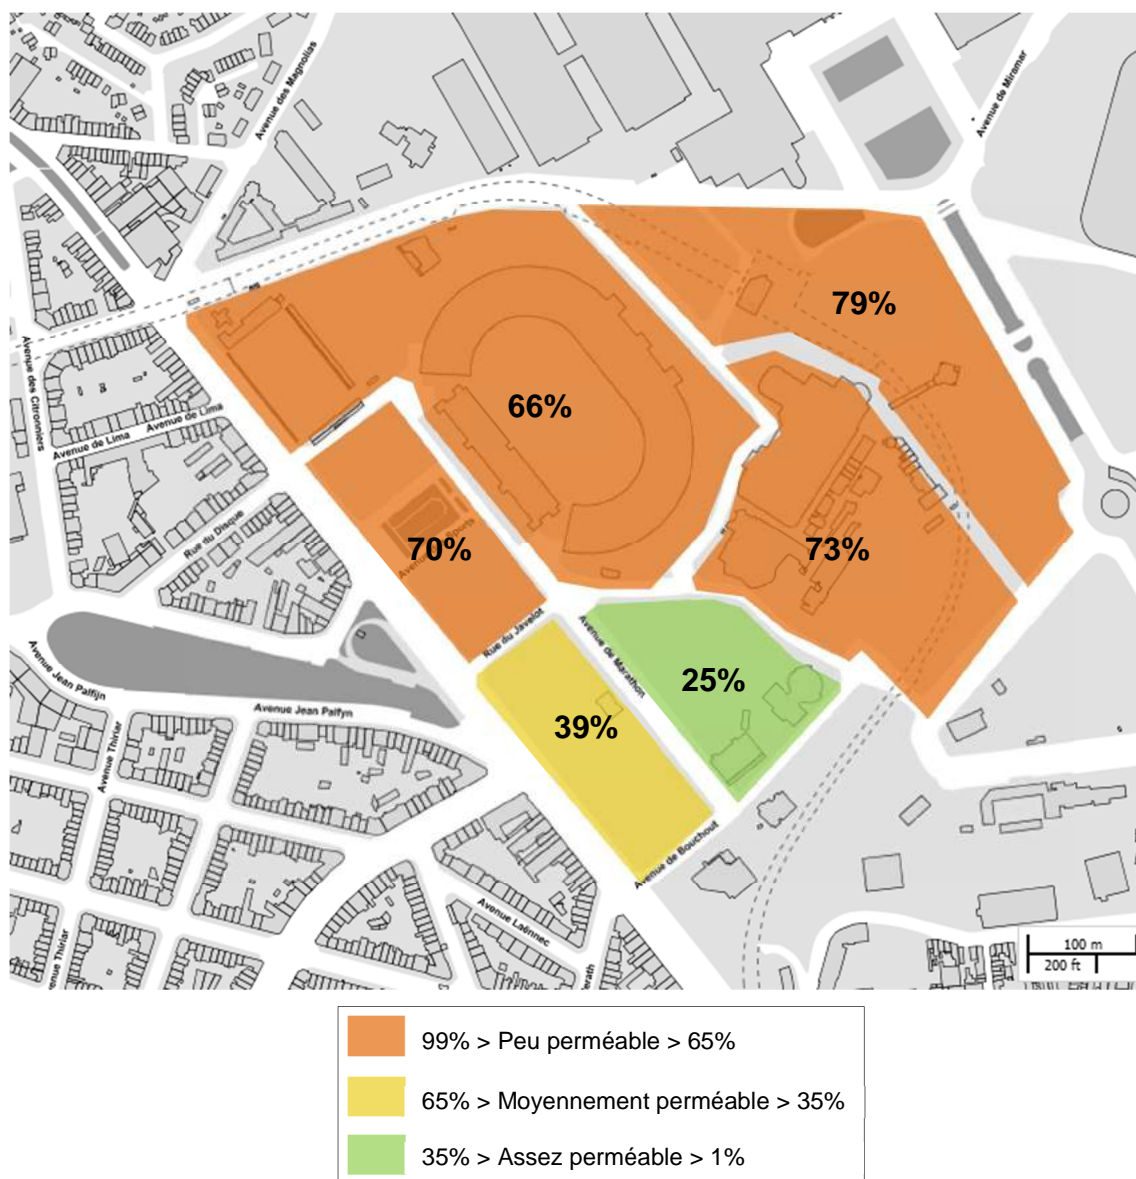 Avenue des Magnolias
Avenue de Miramar
79%
Avenue des Citronniers
Avenue de Lima
Avenue de Lima
66%
Rue du Disque
70%
73%
Rue du Javelot
Avenue de Marathon
25%
Avenue Jean Palfijn
Avenue Jean Palfyn
39%
Avenue Thiriar
Avenue de Bouchout
Avenue Laënnec
venue Thiriar
erath
100 m
200 ft
99% > Peu perméable > 65%
65% > Moyennement perméable > 35%
35% > Assez perméable > 1%